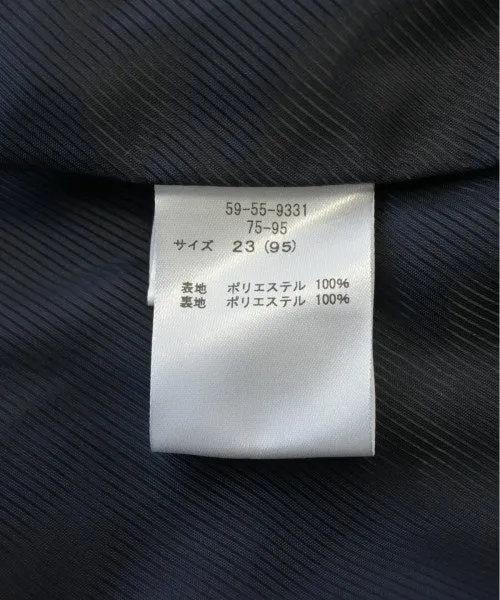 59-55-9331
75-95
サイズ 23 (95)
表地 ポリエステル 100%
裏地 ポリエステル 100%